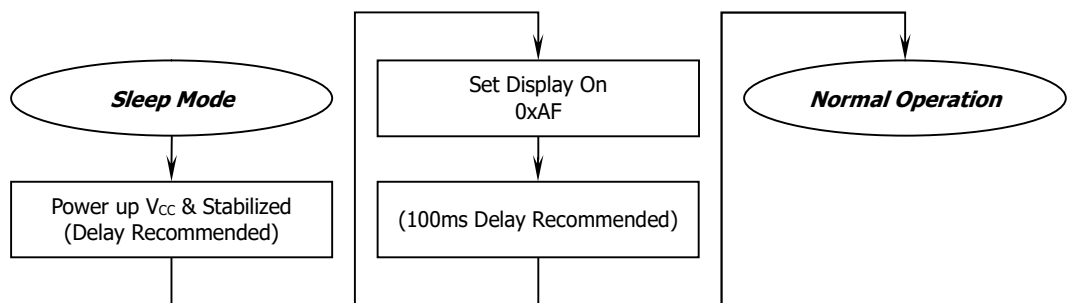 Sleep Mode
Power up VCC & Stabilized
(Delay Recommended)
Set Display On
0xAF
(100ms Delay Recommended)
Normal Operation